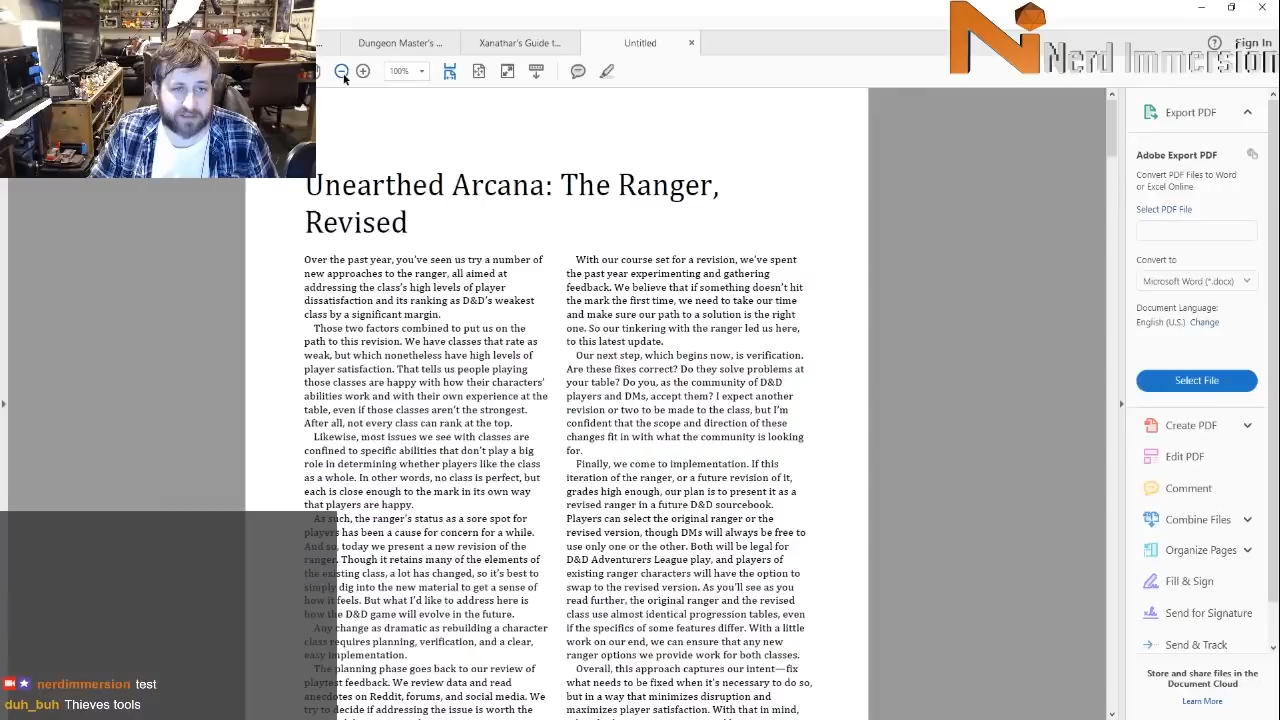 Dungeon Master's ...
Xanathar's Guide t...
Untitled
Nerd Immersion
Sign In
100%
Export PDF
Adobe Export PDF
Convert PDF Files to Word
or Excel Online
Select PDF File
Convert to
Microsoft Word (*.docx)
Document Language:
English (U.S.) Change
Select File
Create PDF
Edit PDF
Comment
Combine Files
Organize Pages
Fill & Sign
Send for Signature
Send & Track
Store and share files in the
Document Cloud
Learn More
Unearthed Arcana: The Ranger,
Revised
Over the past year, you've seen us try a number of
new approaches to the ranger, all aimed at
addressing the class's high levels of player
dissatisfaction and its ranking as D&D's weakest
class by a significant margin.
Those two factors combined to put us on the
path to this revision. We have classes that rate as
weak, but which nonetheless have high levels of
player satisfaction. That tells us people playing
those classes are happy with how their characters'
abilities work and with their own experience at the
table, even if those classes aren't the strongest.
After all, not every class can rank at the top.
Likewise, most issues we see with classes are
confined to specific abilities that don't play a big
role in determining whether players like the class
as a whole. In other words, no class is perfect, but
each is close enough to the mark in its own way
that players are happy.
As such, the ranger's status as a sore spot for
players has been a cause for concern for a while.
And so, today we present a new revision of the
ranger. Though it retains many of the elements of
the existing class, a lot has changed, so it's best to
simply dig into the new material to get a sense of
how it feels. But what I'd like to address here is
how the D&D game will evolve in the future.
Any change as dramatic as rebuilding a character
class requires planning, verification, and a clear,
easy implementation.
The planning phase goes back to our review of
playtest feedback. We review data and read
anecdotes on Reddit, forums, and social media. We
try to decide if addressing the issue is worth the
With our course set for a revision, we've spent
the past year experimenting and gathering
feedback. We believe that if something doesn't hit
the mark the first time, we need to take our time
and make sure our path to a solution is the right
one. So our tinkering with the ranger led us here,
to this latest update.
Our next step, which begins now, is verification.
Are these fixes correct? Do they solve problems at
your table? Do you, as the community of D&D
players and DMs, accept them? I expect another
revision or two to be made to the class, but I'm
confident that the scope and direction of these
changes fit in with what the community is looking
for.
Finally, we come to implementation. If this
iteration of the ranger, or a future revision of it,
grades high enough, our plan is to present it as a
revised ranger in a future D&D sourcebook.
Players can select the original ranger or the
revised version, though DMs will always be free to
use only one or the other. Both will be legal for
D&D Adventurers League play, and players of
existing ranger characters will have the option to
swap to the revised version. As you'll see as you
read further, the original ranger and the revised
class use almost identical progression tables, even
if the specifics of some features differ. With a little
work on our end, we can ensure that any new
ranger options we provide work for both classes.
Overall, this approach captures our intent—fix
what needs to be fixed when it's necessary to do so,
but in a way that minimizes disruption and
maximizes player satisfaction. With that in mind,
nerdimmersion test
duh_buh Thieves tools